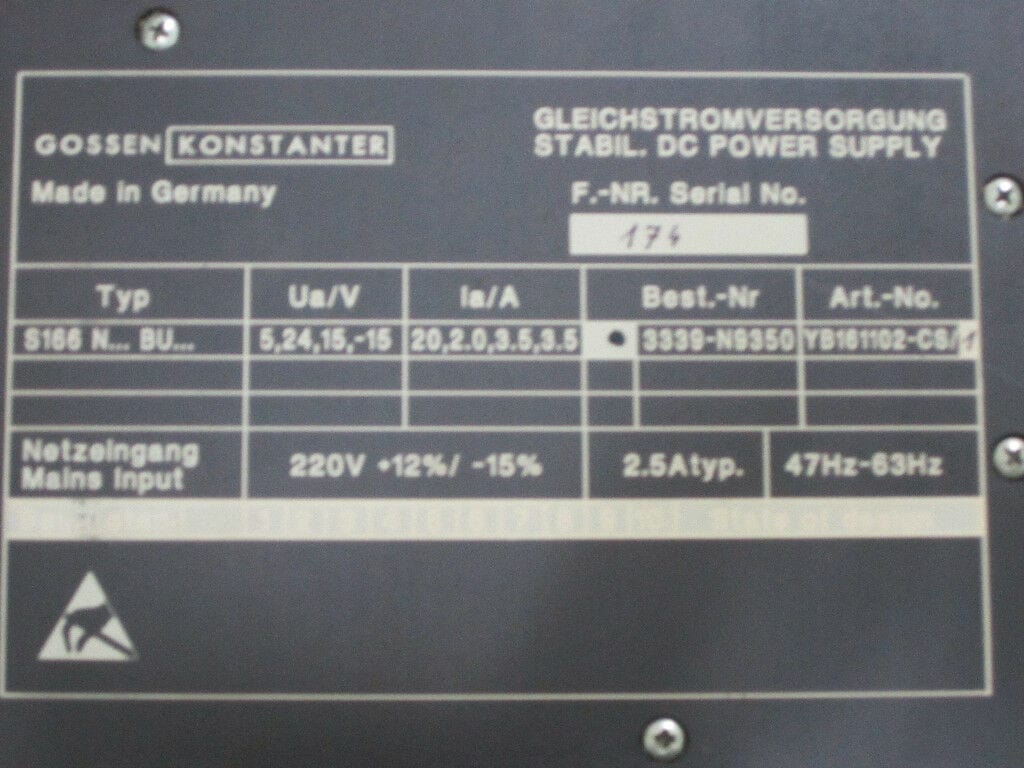 GOSSEN KONSTANTER
Made in Germany
GLEICHSTROMVERSORGUNG
STABIL. DC POWER SUPPLY
F.-NR. Serial No.
174
Typ Ua/V Ia/A Best.-Nr Art.-No.
S166 N... BU... 5,24,15,-15 20,2.0,3.5,3.5 3339-N9350 YB161102-C6/1
Netzeingang
Mains Input
220V +12%/ -15% 2.5Atyp. 47Hz-63Hz